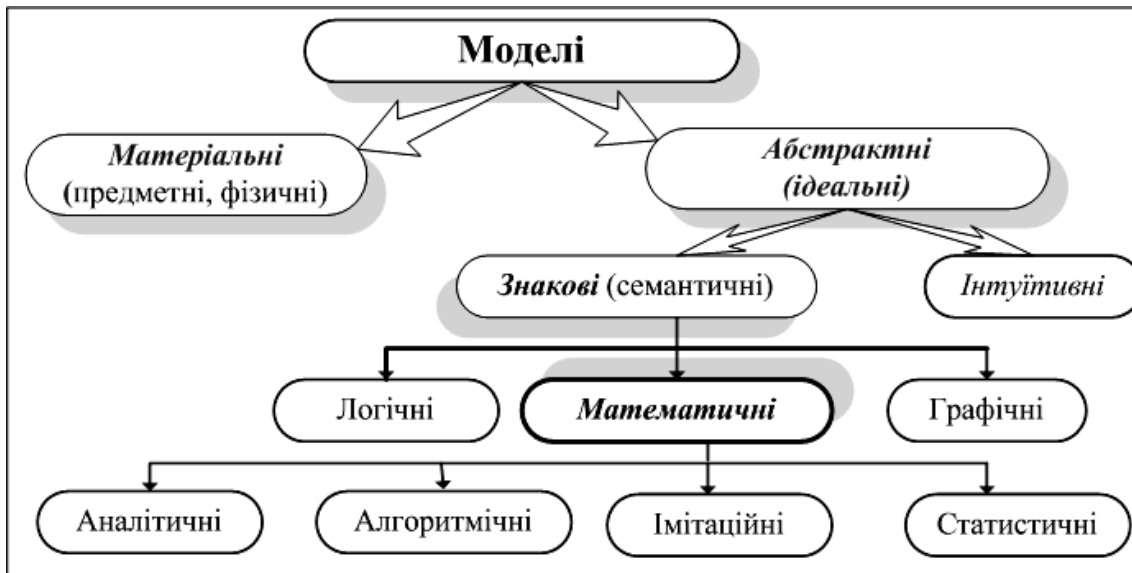 Моделі
Матеріальні
(предметні, фізичні)
Абстрактні
(ідеальні)
Знакові (семантичні)
Інтуїтивні
Логічні
Математичні
Графічні
Аналітичні
Алгоритмічні
Імітаційні
Статистичні